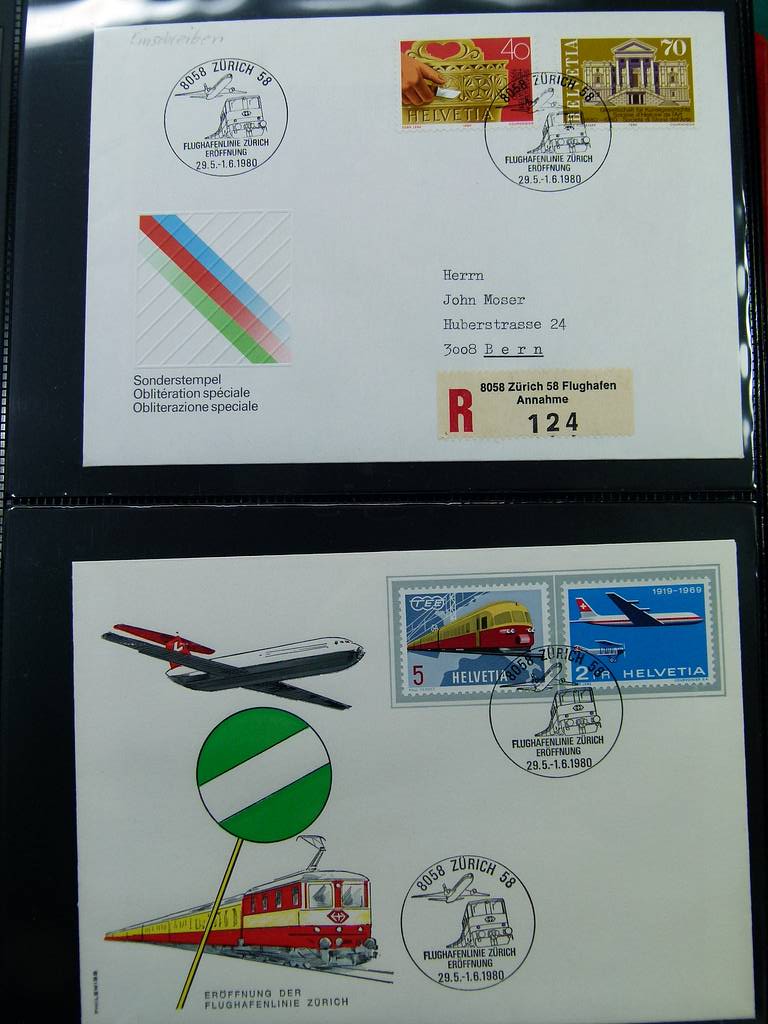 Einschreiben
8058 ZÜRICH 58
FLUGHAFENLINIE ZÜRICH
ERÖFFNUNG
29.5.-1.6.1980
40
HELVETIA
70
HELVETIA
8058 ZÜRICH 58
FLUGHAFENLINIE ZÜRICH
ERÖFFNUNG
29.5.-1.6.1980
Herrn
John Moser
Huberstrasse 24
3008 Bern
Sonderstempel
Oblitération spéciale
Obliterazione speciale
R
8058 Zürich 58 Flughafen
Annahme
124
TEE
5
HELVETIA
1919-1969
2 FR HELVETIA
8058 ZÜRICH 58
FLUGHAFENLINIE ZÜRICH
ERÖFFNUNG
29.5.-1.6.1980
8058 ZÜRICH 58
FLUGHAFENLINIE ZÜRICH
ERÖFFNUNG
29.5.-1.6.1980
ERÖFFNUNG DER
FLUGHAFENLINIE ZÜRICH